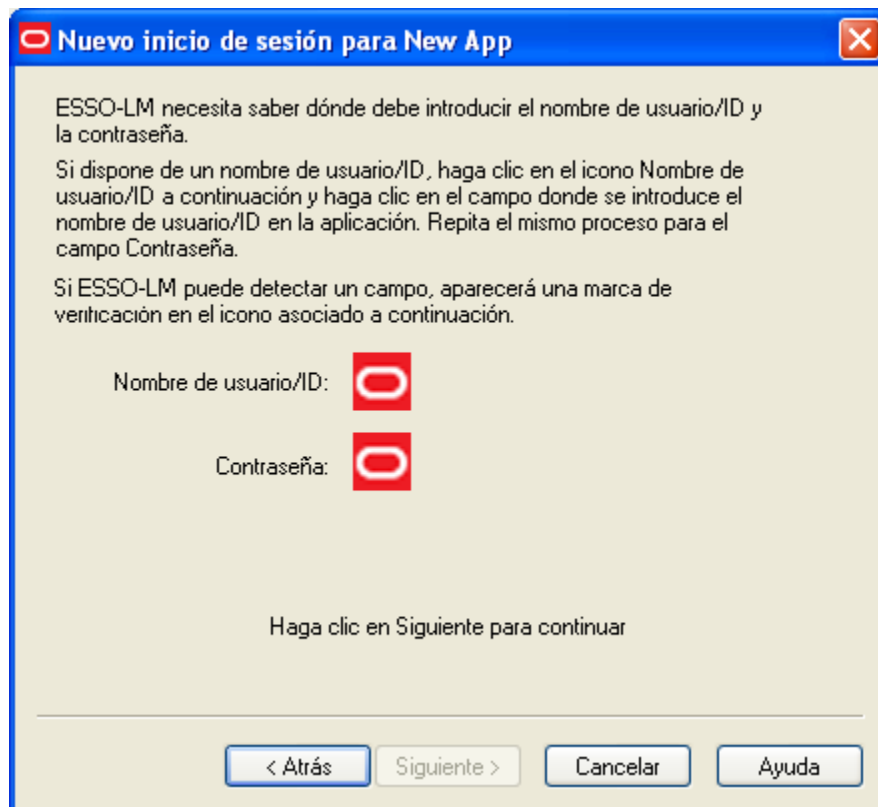 Nuevo inicio de sesión para New App
ESSO-LM necesita saber dónde debe introducir el nombre de usuario/ID y
la contraseña.
Si dispone de un nombre de usuario/ID, haga clic en el icono Nombre de
usuario/ID a continuación y haga clic en el campo donde se introduce el
nombre de usuario/ID en la aplicación. Repita el mismo proceso para el
campo Contraseña.
Si ESSO-LM puede detectar un campo, aparecerá una marca de
verificación en el icono asociado a continuación.
Nombre de usuario/ID:
Contraseña:
Haga clic en Siguiente para continuar
< Atrás Siguiente > Cancelar Ayuda